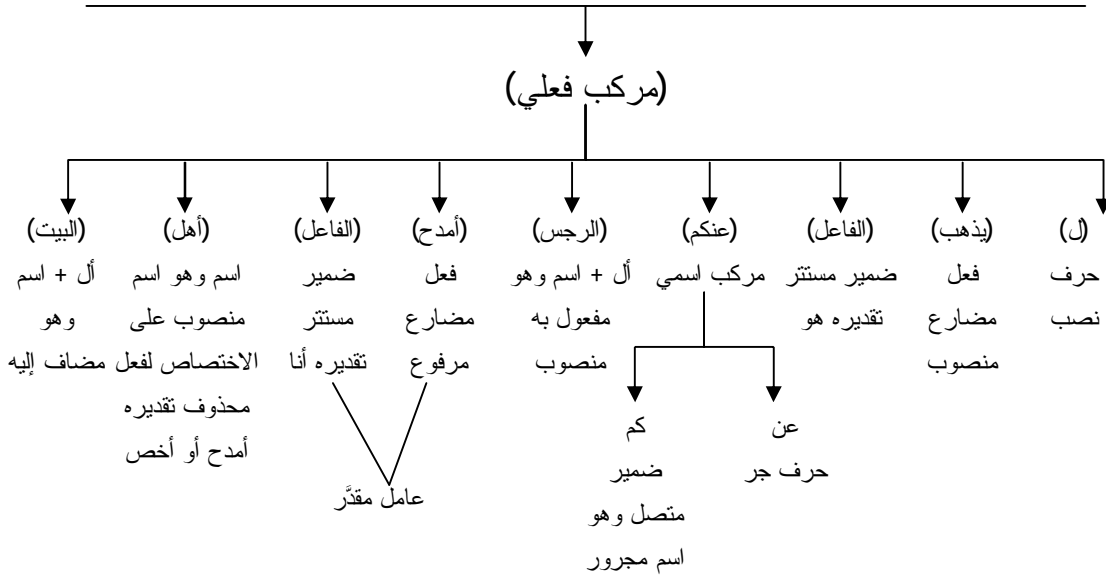 (مركب فعلي)
(ل) (يذهب) (الفاعل) (عنكم) (الرجس) (أمدح) (الفاعل) (أهل) (البيت)
حرف فعل ضمير مستتر مركب اسمي أل + اسم وهو فعل ضمير اسم وهو اسم أل + اسم
نصب مضارع تقديره هو مفعول به مضارع مستتر منصوب على وهو
منصوب منصوب مرفوع تقديره أنا الاختصاص لفعل مضاف إليه
محذوف تقديره
عن كم أمدح أو أخص
حرف جر ضمير
عامل مقدَّر
متصل وهو
اسم مجرور